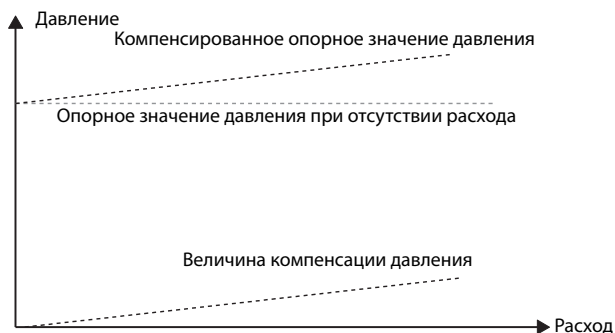 Давление
Компенсированное опорное значение давления
Опорное значение давления при отсутствии расхода
Величина компенсации давления
Расход